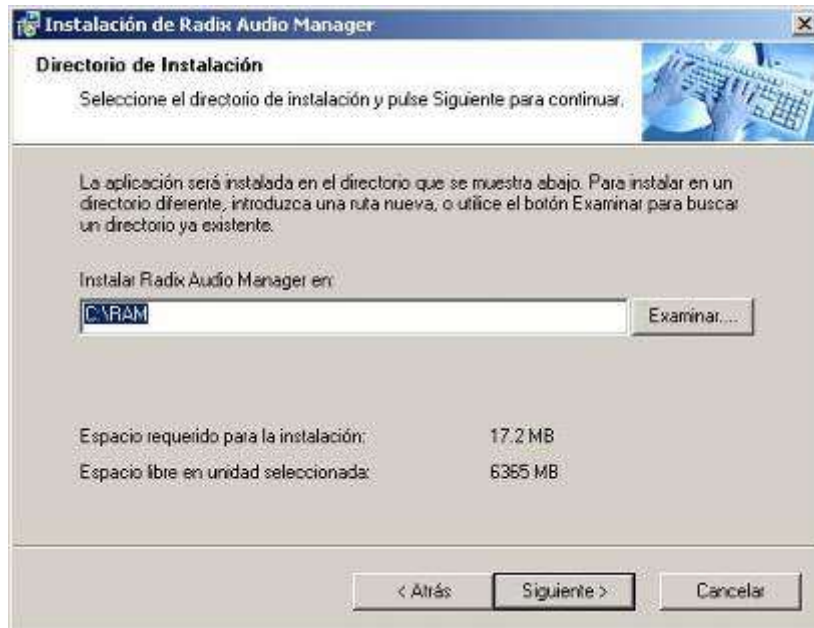 Instalación de Radix Audio Manager
Directorio de Instalación
Seleccione el directorio de instalación y pulse Siguiente para continuar.
La aplicación será instalada en el directorio que se muestra abajo. Para instalar en un
directorio diferente, introduzca una ruta nueva, o utilice el botón Examinar para buscar
un directorio ya existente.
Instalar Radix Audio Manager en:
C:\RAM
Examinar....
Espacio requerido para la instalación: 17.2 MB
Espacio libre en unidad seleccionada: 6365 MB
< Atrás Siguiente > Cancelar